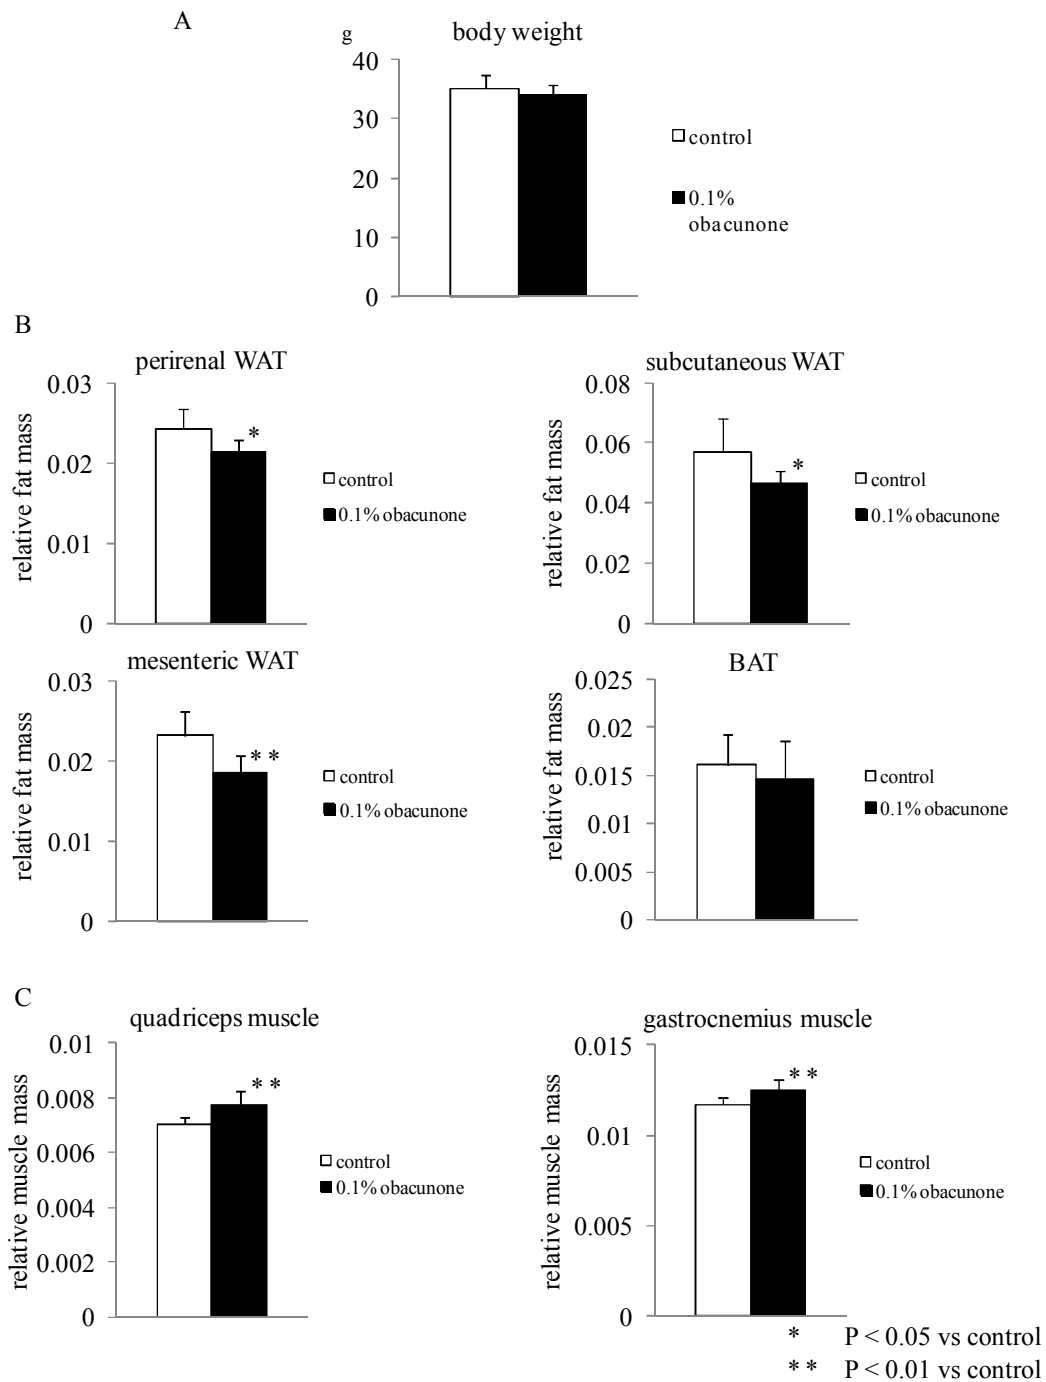 A
g
body weight
40
30
20
10
0
control
0.1%
obacunone
B
perirenal WAT
relative fat mass
0.03
0.02
0.01
0
*
control
0.1% obacunone
subcutaneous WAT
relative fat mass
0.08
0.06
0.04
0.02
0
*
control
0.1% obacunone
mesenteric WAT
relative fat mass
0.03
0.02
0.01
0
**
control
0.1% obacunone
BAT
relative fat mass
0.025
0.02
0.015
0.01
0.005
0
control
0.1% obacunone
C
quadriceps muscle
relative muscle mass
0.01
0.008
0.006
0.004
0.002
0
**
control
0.1% obacunone
gastrocnemius muscle
relative muscle mass
0.015
0.01
0.005
0
**
control
0.1% obacunone
* P < 0.05 vs control
** P < 0.01 vs control